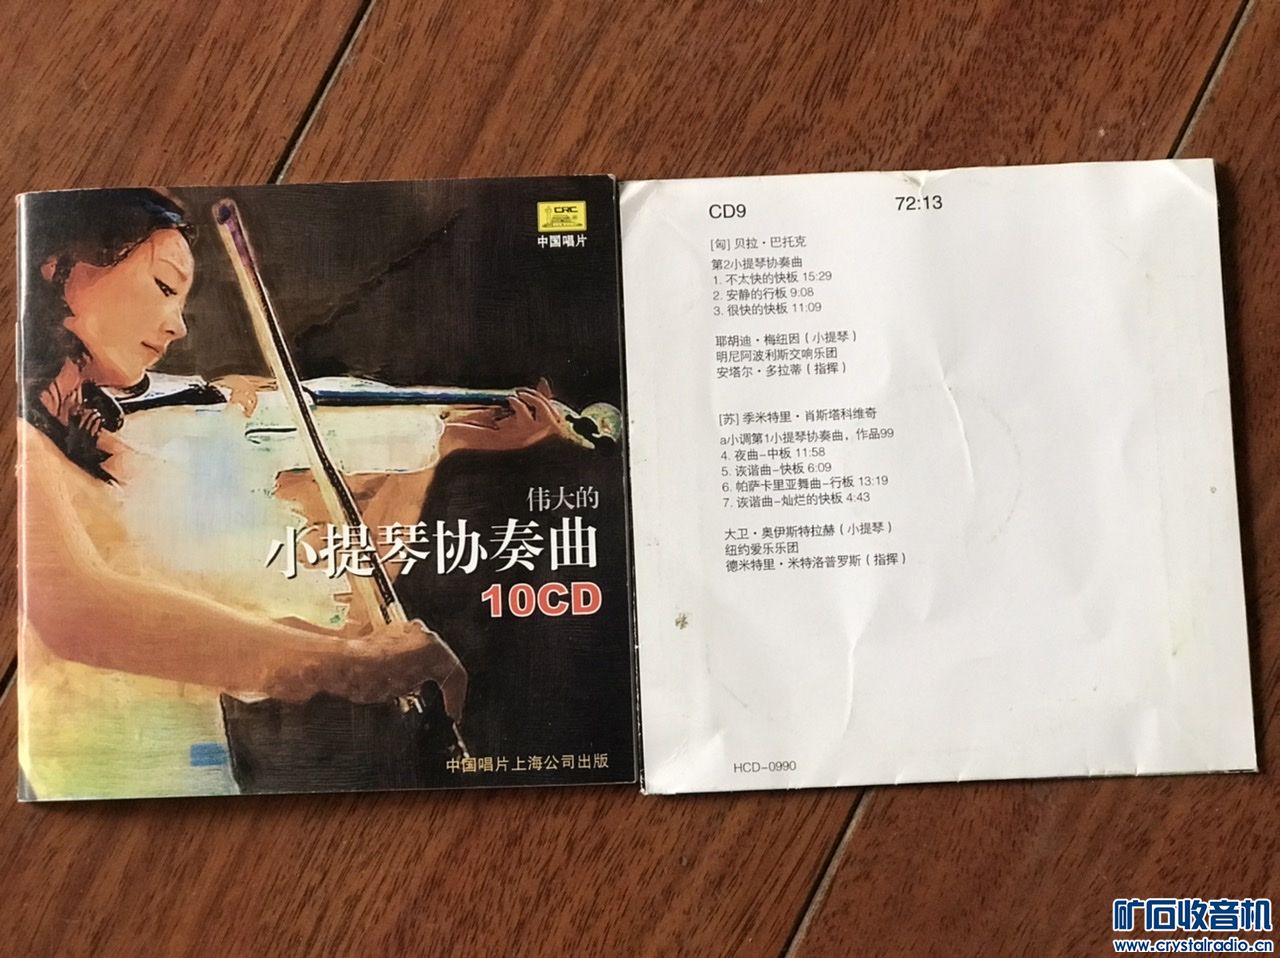 CRC
中国唱片
伟大的
小提琴协奏曲
10CD
中国唱片上海公司出版
CD9 72:13
[匈] 贝拉·巴托克
第2小提琴协奏曲
1. 不太快的快板 15:29
2. 安静的行板 9:08
3. 很快的快板 11:09
耶胡迪·梅纽因（小提琴）
明尼阿波利斯交响乐团
安塔尔·多拉蒂（指挥）
[苏] 季米特里·肖斯塔科维奇
a小调第1小提琴协奏曲，作品99
4. 夜曲-中板 11:58
5. 诙谐曲-快板 6:09
6. 帕萨卡里亚舞曲-行板 13:19
7. 诙谐曲-灿烂的快板 4:43
大卫·奥伊斯特拉赫（小提琴）
纽约爱乐乐团
德米特里·米特洛普罗斯（指挥）
HCD-0990
矿石收音机
www.crystalradio.cn